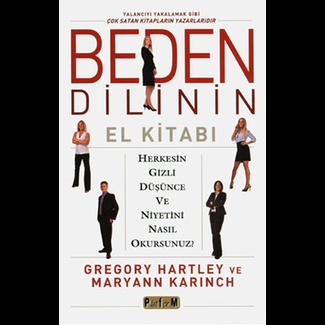 YALANCIYI YAKALAMAK GİBİ
ÇOK SATAN KİTAPLARIN YAZARLARIDIR
BEDEN
DİLİNİN
EL KİTABI
HERKESİN
GİZLİ
DÜŞÜNCE
VE
NİYETİNİ
NASIL
OKURSUNUZ?
GREGORY HARTLEY VE
MARYANN KARINCH